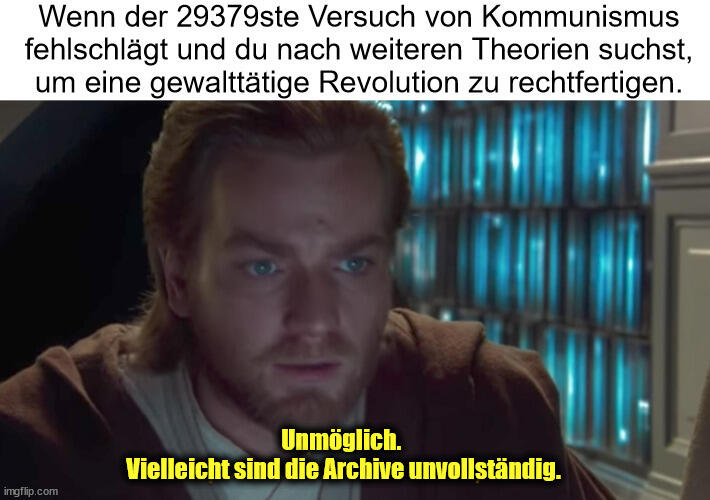 Wenn der 29379ste Versuch von Kommunismus
fehlschlägt und du nach weiteren Theorien suchst,
um eine gewalttätige Revolution zu rechtfertigen.
Unmöglich.
Vielleicht sind die Archive unvollständig.
imgflip.com